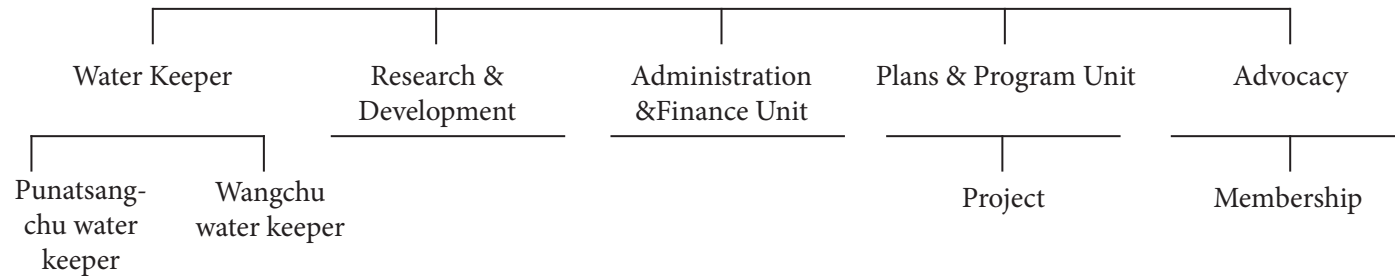 Water Keeper
Research &
Development
Administration
&Finance Unit
Plans & Program Unit
Advocacy
Punatsang-
chu water
keeper
Wangchu
water keeper
Project
Membership